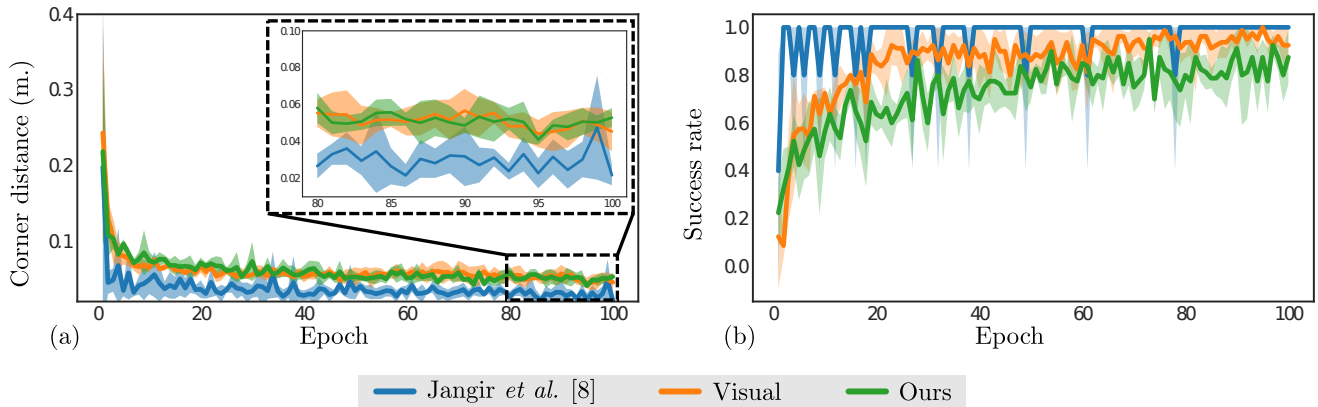 0.4
0.3
0.2
0.1
Corner distance (m.)
0.10
0.08
0.06
0.04
0.02
80 85 90 95 100
0 20 40 60 80 100
(a) Epoch
1.0
0.8
0.6
0.4
0.2
0.0
Success rate
0 20 40 60 80 100
(b) Epoch
Jangir et al. [8] Visual Ours